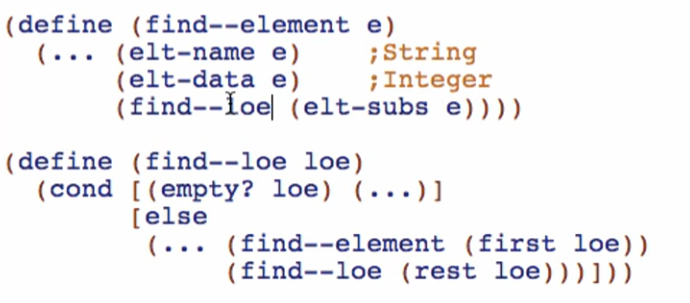 (define (find--element e)
  (... (elt-name e)    ;String
       (elt-data e)    ;Integer
       (find--loe (elt-subs e))))
(define (find--loe loe)
  (cond [(empty? loe) (...)]
        [else
         (... (find--element (first loe))
              (find--loe (rest loe)))]))